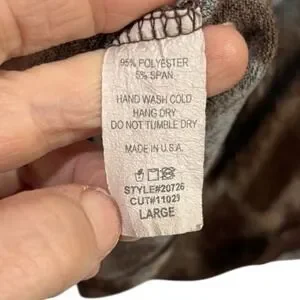 95% POLYESTER
5% SPAN
HAND WASH COLD
HANG DRY
DO NOT TUMBLE DRY
MADE IN U.S.A.
STYLE#20726
CUT#11029
LARGE